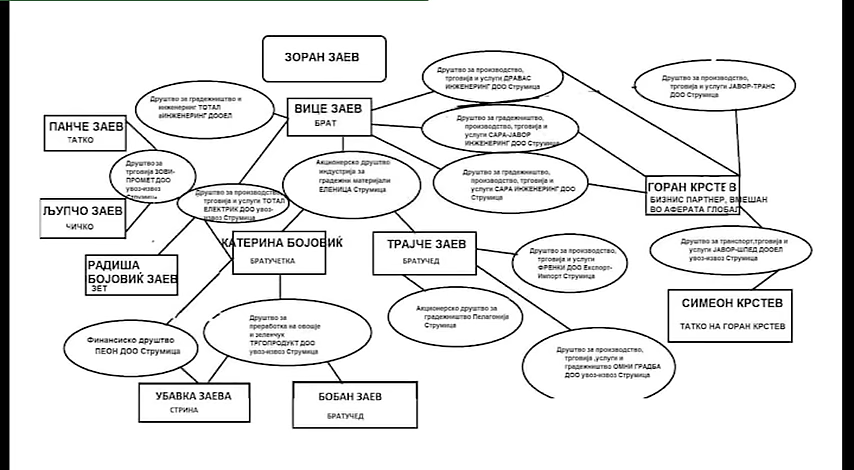 ЗОРАН ЗАЕВ
Друштво за производство,
трговија и услуги ДРАВАС
ИНЖЕНЕРИНГ ДОО Струмица
Друштво за производство,
трговија и услуги ЈАВОР-ТРАНС
ДОО Струмица
Друштво за градежништво и
инжинеринг ТОТАЛ
ДООЕЛ
ВИЦЕ ЗАЕВ
БРАТ
Друштво за градежништво,
производство, трговија и
услуги САРА-ЈАВОР
ИНЖЕНЕРИНГ ДОО Струмица
ПАНЧЕ ЗАЕВ
ТАТКО
Друштво за
трговија ЗОВИ-
ПРОМЕТ ДОО
увоз-извоз
Струмица
Акционерско друштво
индустрија за
градежни материјали
ЕЛЕНИЦА Струмица
Друштво за градежништво,
производство, трговија и
услуги САРА ИНЖЕНЕРИНГ ДОО
Струмица
Друштво за производство,
трговија и услуги ТОТАЛ
ЕЛЕКТРИК ДОО увоз-
извоз Струмица
ГОРАН КРСТЕ В
БИЗНИС ПАРТНЕР, ВМЕШАН
ВО АФЕРАТА ГЛОБАЛ
ЉУПЧО ЗАЕВ
ЧИЧКО
КАТЕРИНА БОЈОВИЌ
БРАТУЧЕТКА
ТРАЈЧЕ ЗАЕВ
БРАТУЧЕД
Друштво за транспорт,трговија и
услуги ЈАВОР-ШПЕД ДООЕЛ
увоз-извоз Струмица
Друштво за производство,
трговија и услуги
ФРЕНКИ ДОО Експорт-
Импорт Струмица
РАДИША
БОЈОВИЌ ЗАЕВ
ЗЕТ
Акционерско друштво за
градежништво Пелагонија
Струмица
СИМЕОН КРСТЕВ
ТАТКО НА ГОРАН КРСТЕВ
Друштво за
преработка на овошје
и зеленчук
ТРГОПРОДУКТ ДОО
увоз-извоз Струмица
Финансиско друштво
ПЕОН ДОО Струмица
Друштво за производство,
трговија ,услуги и
градежништво ОМНИ ГРАДБА
ДОО увоз-извоз Струмица
УБАВКА ЗАЕВА
СТРИНА
БОБАН ЗАЕВ
БРАТУЧЕД